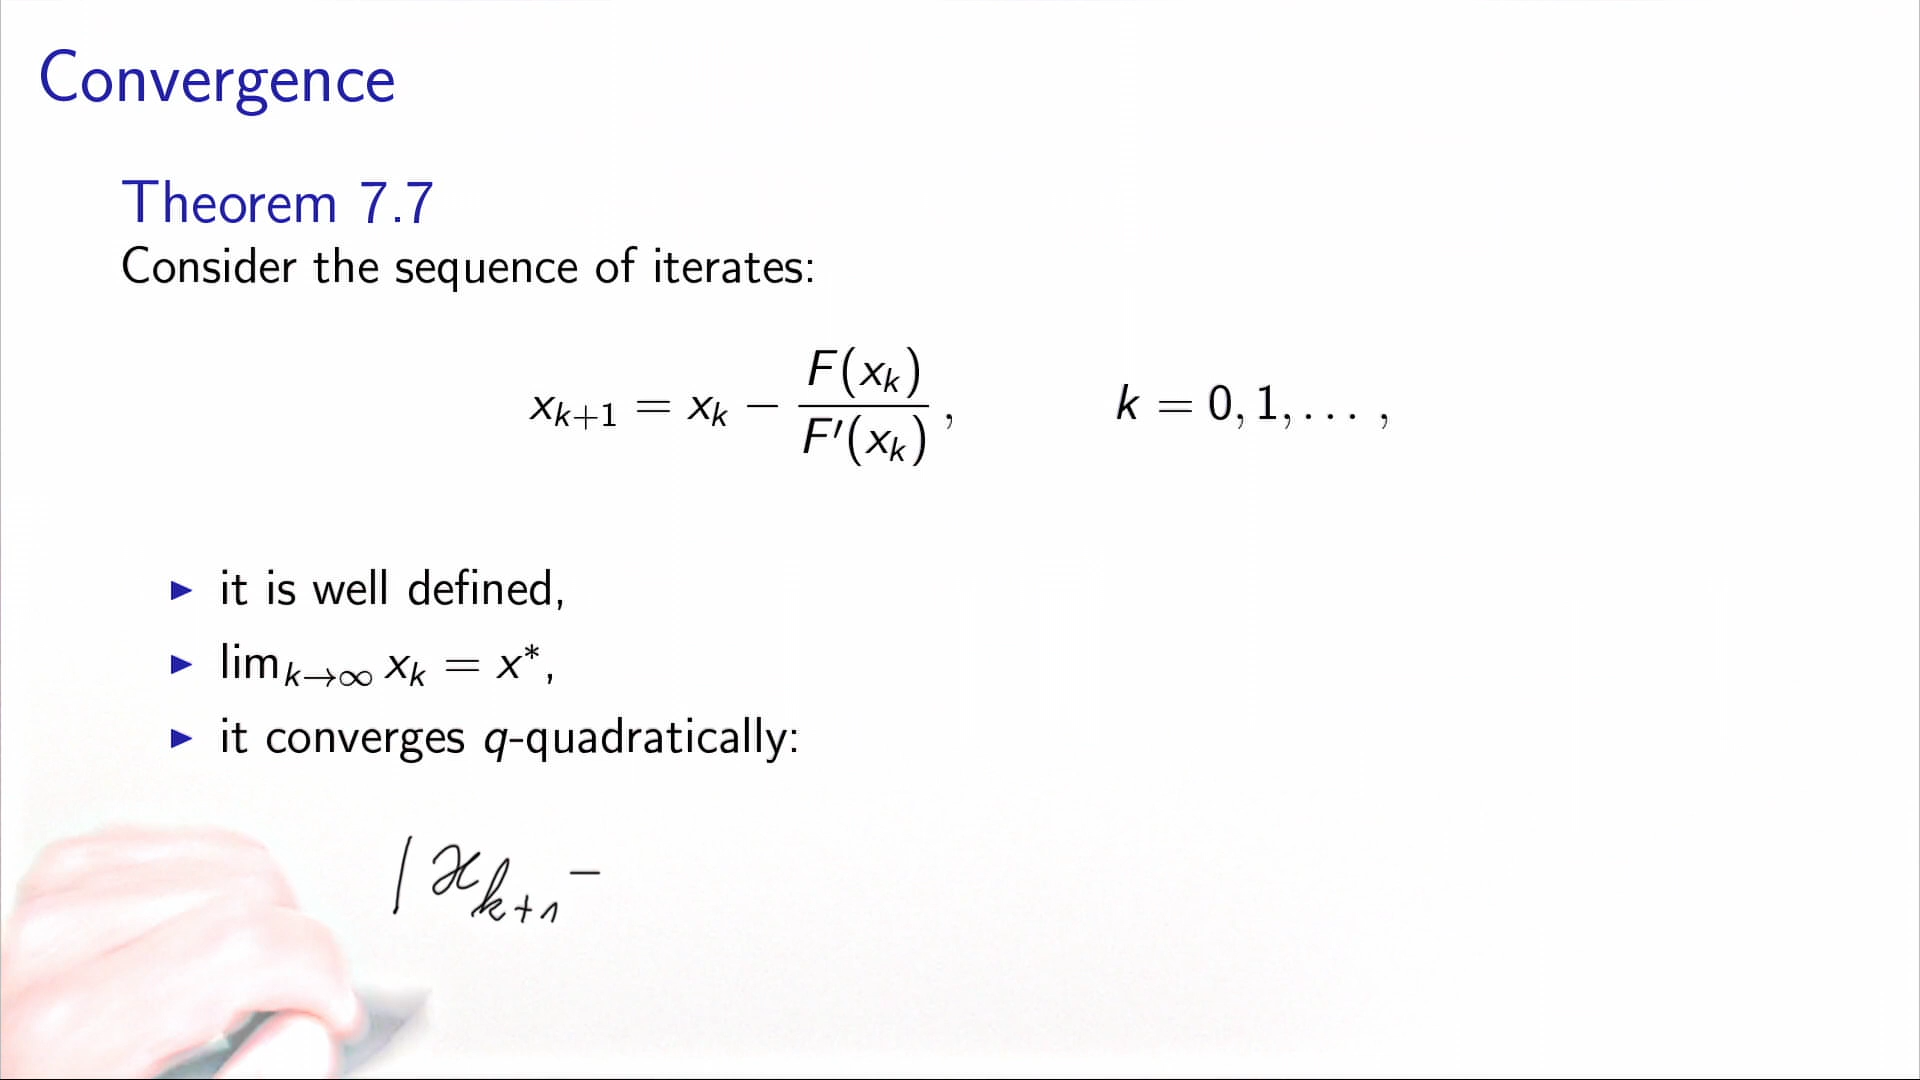 Convergence
Theorem 7.7
Consider the sequence of iterates:
x_{k+1} = x_k − F(x_k) / F′(x_k) , k = 0, 1, . . . ,
▶ it is well defined,
▶ lim_{k→∞} x_k = x*,
▶ it converges q-quadratically:
| x_{k+1} −